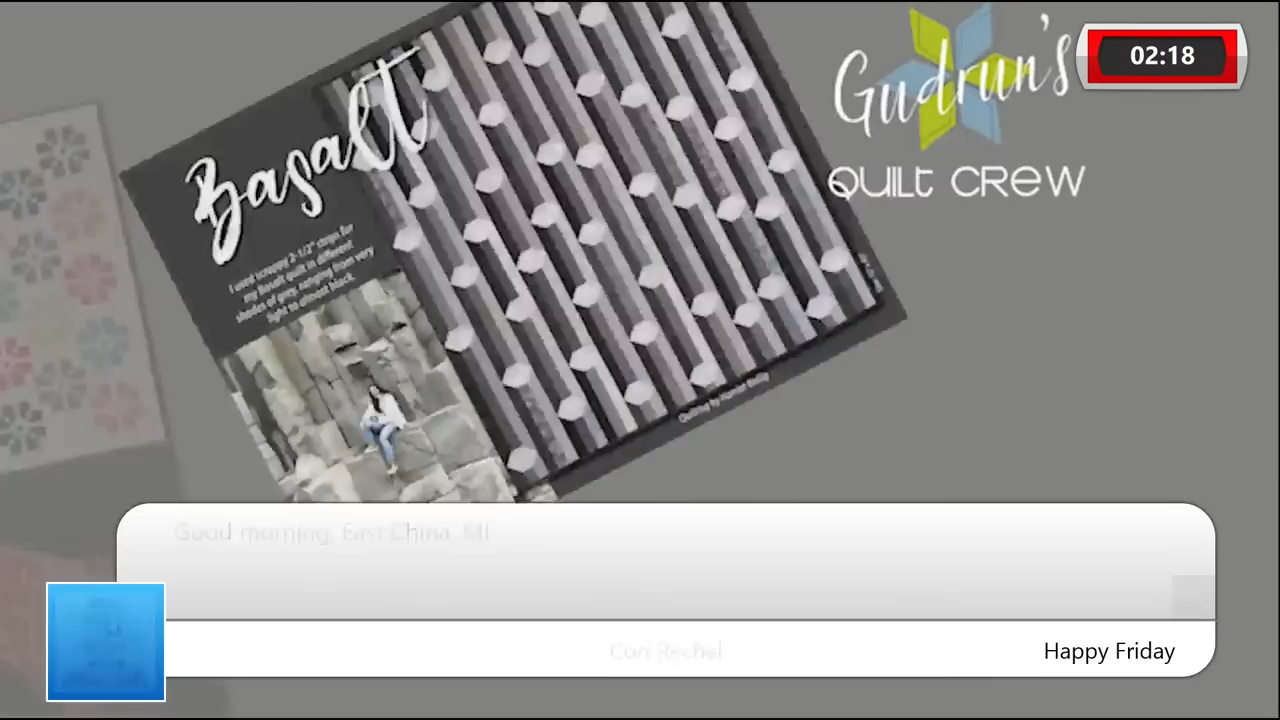 Basalt
I used scrappy 2-1/2" strips for
my Basalt quilt in different
shades of grey, ranging from very
light to almost black.
Gudrun's
QUILT CREW
02:18
Good morning, East China, MI
Happy Friday